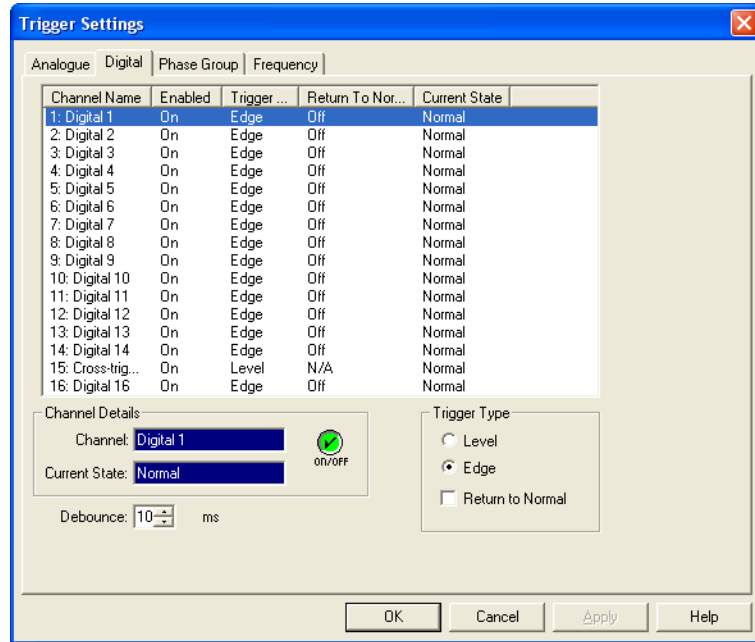 Trigger Settings
Analogue Digital Phase Group Frequency
Channel Name Enabled Trigger ... Return To Nor... Current State
1: Digital 1 On Edge Off Normal
2: Digital 2 On Edge Off Normal
3: Digital 3 On Edge Off Normal
4: Digital 4 On Edge Off Normal
5: Digital 5 On Edge Off Normal
6: Digital 6 On Edge Off Normal
7: Digital 7 On Edge Off Normal
8: Digital 8 On Edge Off Normal
9: Digital 9 On Edge Off Normal
10: Digital 10 On Edge Off Normal
11: Digital 11 On Edge Off Normal
12: Digital 12 On Edge Off Normal
13: Digital 13 On Edge Off Normal
14: Digital 14 On Edge Off Normal
15: Cross-trig... On Level N/A Normal
16: Digital 16 On Edge Off Normal
Channel Details
Channel: Digital 1
Current State: Normal
on/OFF
Debounce: 10 ms
Trigger Type
Level
Edge
Return to Normal
OK Cancel Apply Help